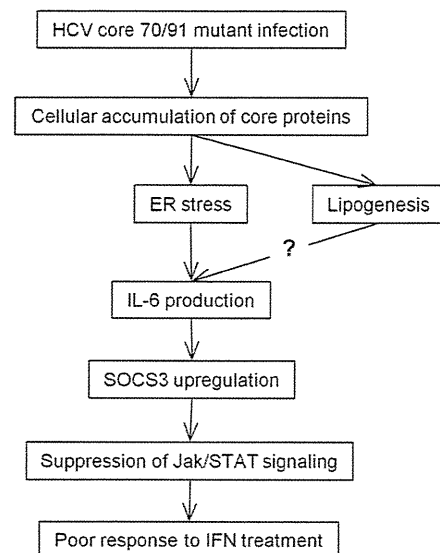 HCV core 70/91 mutant infection
Cellular accumulation of core proteins
ER stress
Lipogenesis
?
IL-6 production
SOCS3 upregulation
Suppression of Jak/STAT signaling
Poor response to IFN treatment